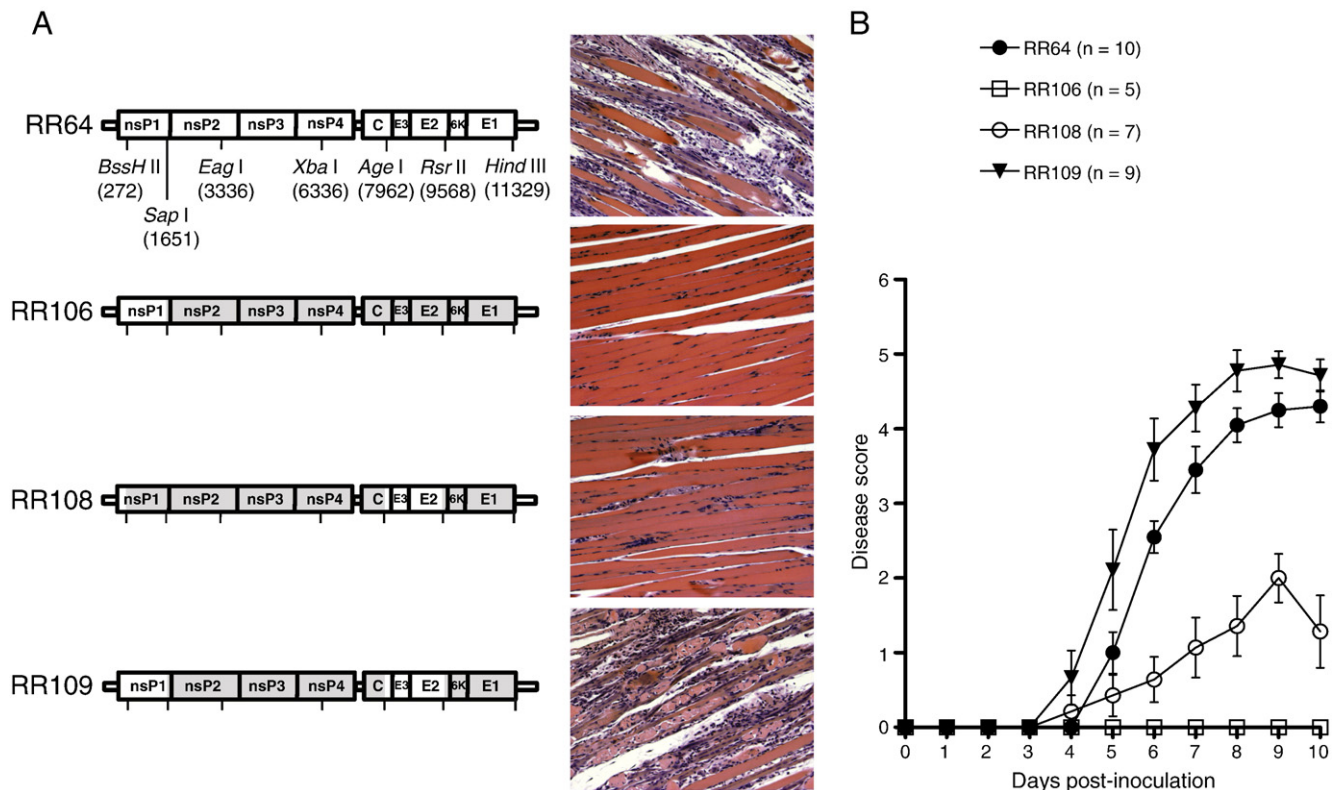 A
RR64
nsP1 nsP2 nsP3 nsP4 C E3 E2 6K E1
BssH II Eag I Xba I Age I Rsr II Hind III
(272) (3336) (6336) (7962) (9568) (11329)
Sap I
(1651)
RR106
nsP1 nsP2 nsP3 nsP4 C E3 E2 6K E1
RR108
nsP1 nsP2 nsP3 nsP4 C E3 E2 6K E1
RR109
nsP1 nsP2 nsP3 nsP4 C E3 E2 6K E1
B
RR64 (n = 10)
RR106 (n = 5)
RR108 (n = 7)
RR109 (n = 9)
6
5
4
3
2
1
0
Disease score
0 1 2 3 4 5 6 7 8 9 10
Days post-inoculation